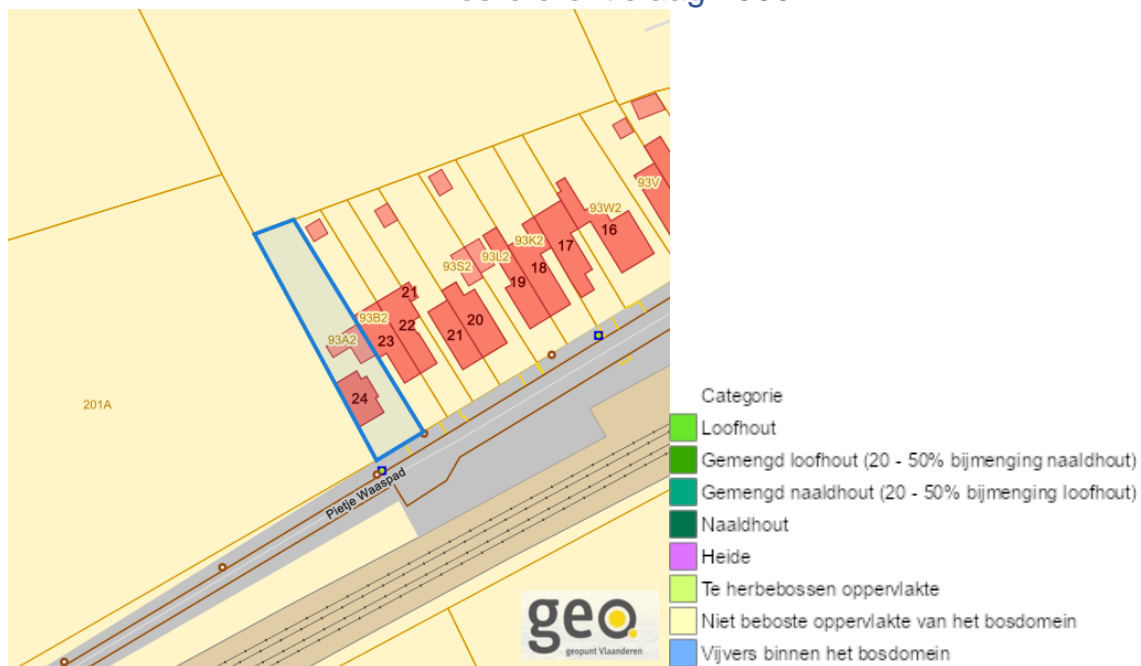 93V
93W2
16
17
93K2
18
93L2
19
93S2
20
21
21
22
93B2
23
93A2
24
201A
Pietje Waaspad
geo
geopunt Vlaanderen
Categorie
Loofhout
Gemengd loofhout (20 - 50% bijmenging naaldhout)
Gemengd naaldhout (20 - 50% bijmenging loofhout)
Naaldhout
Heide
Te herbebossen oppervlakte
Niet beboste oppervlakte van het bosdomein
Vijvers binnen het bosdomein